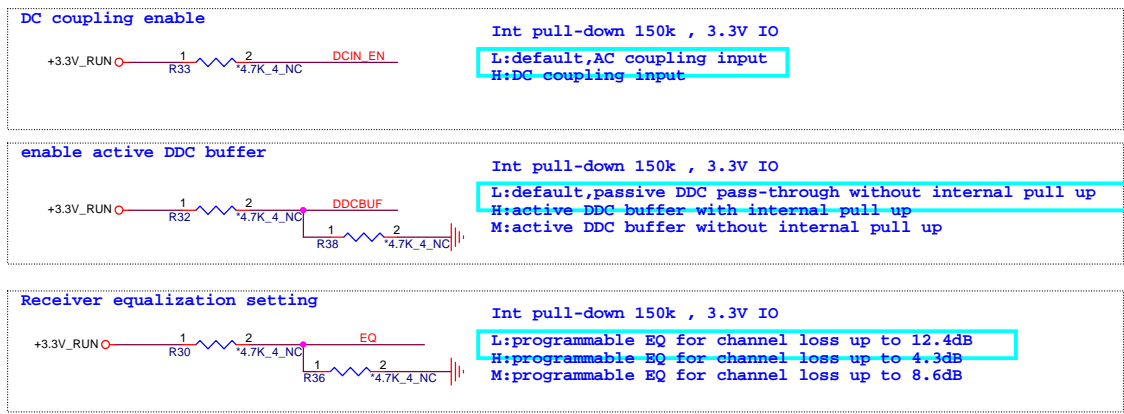 DC coupling enable
Int pull-down 150k , 3.3V IO
+3.3V_RUN
1
2
R33
*4.7K_4_NC
DCIN_EN
L:default,AC coupling input
H:DC coupling input
enable active DDC buffer
Int pull-down 150k , 3.3V IO
+3.3V_RUN
1
2
R32
*4.7K_4_NC
DDCBUF
L:default,passive DDC pass-through without internal pull up
H:active DDC buffer with internal pull up
M:active DDC buffer without internal pull up
1
2
R38
*4.7K_4_NC
Receiver equalization setting
Int pull-down 150k , 3.3V IO
+3.3V_RUN
1
2
R30
*4.7K_4_NC
EQ
L:programmable EQ for channel loss up to 12.4dB
H:programmable EQ for channel loss up to 4.3dB
M:programmable EQ for channel loss up to 8.6dB
1
2
R36
*4.7K_4_NC